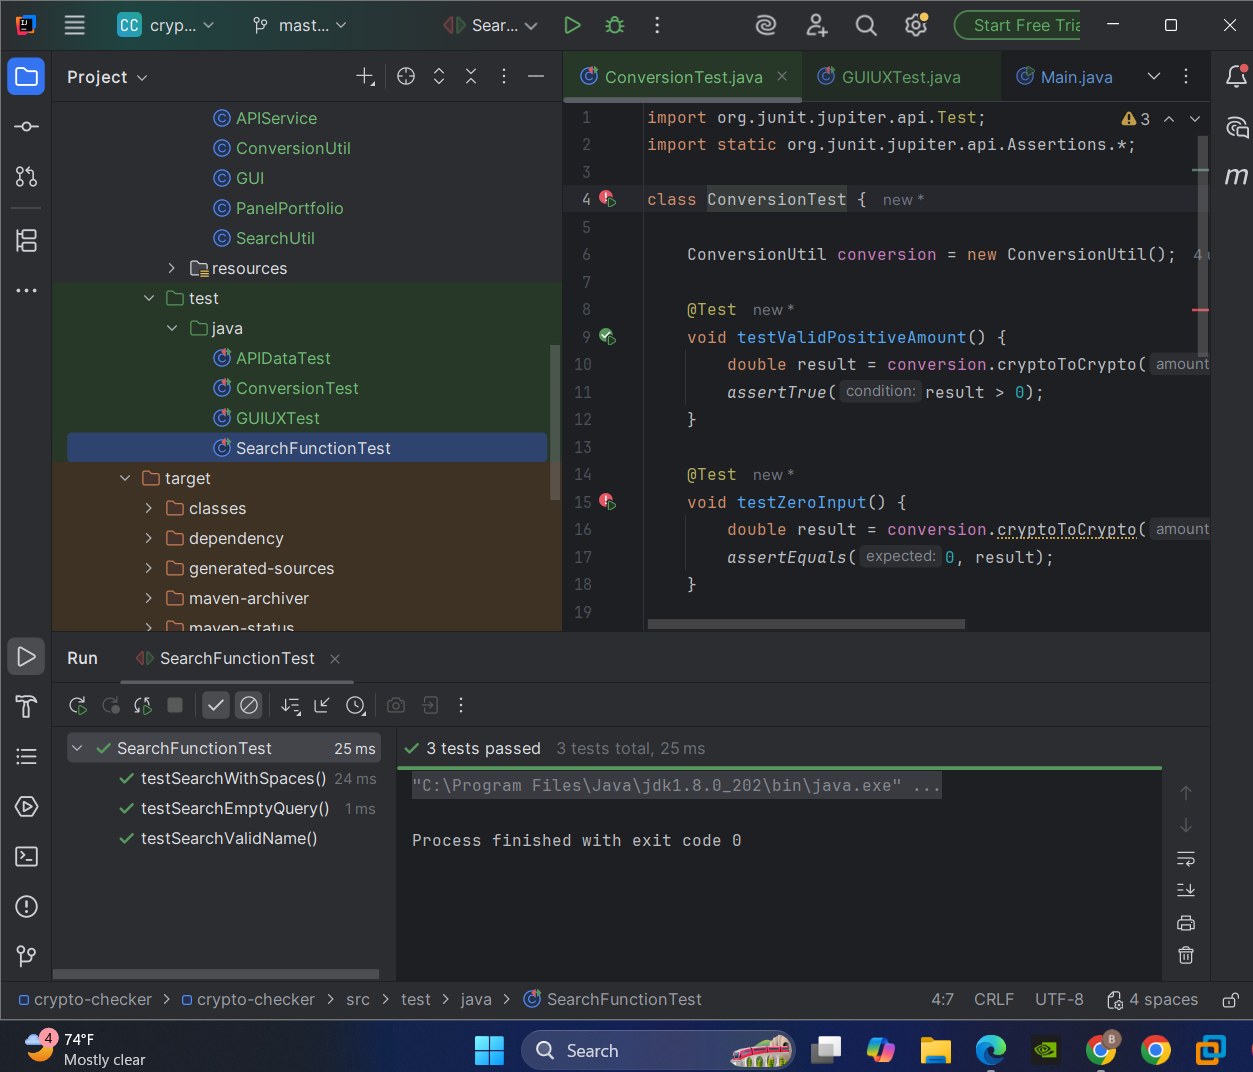 CC cryp...
mast...
Sear...
Start Free Tria
Project
ConversionTest.java
GUIUXTest.java
Main.java
APIService
ConversionUtil
GUI
PanelPortfolio
SearchUtil
resources
test
java
APIDataTest
ConversionTest
GUIUXTest
SearchFunctionTest
target
classes
dependency
generated-sources
maven-archiver
maven-status
3
1 import org.junit.jupiter.api.Test;
2 import static org.junit.jupiter.api.Assertions.*;
3
4 class ConversionTest { new *
5
6 ConversionUtil conversion = new ConversionUtil(); 4 u
7
8 @Test new *
9 void testValidPositiveAmount() {
10 double result = conversion.cryptoToCrypto( amount
11 assertTrue( condition: result > 0);
12 }
13
14 @Test new *
15 void testZeroInput() {
16 double result = conversion.cryptoToCrypto( amount
17 assertEquals( expected: 0, result);
18 }
19
m
Run
SearchFunctionTest
SearchFunctionTest 25 ms
testSearchWithSpaces() 24 ms
testSearchEmptyQuery() 1 ms
testSearchValidName()
3 tests passed 3 tests total, 25 ms
"C:\Program Files\Java\jdk1.8.0_202\bin\java.exe" ...
Process finished with exit code 0
crypto-checker > crypto-checker > src > test > java > SearchFunctionTest
4:7 CRLF UTF-8 4 spaces
4
74°F
Mostly clear
Search
B